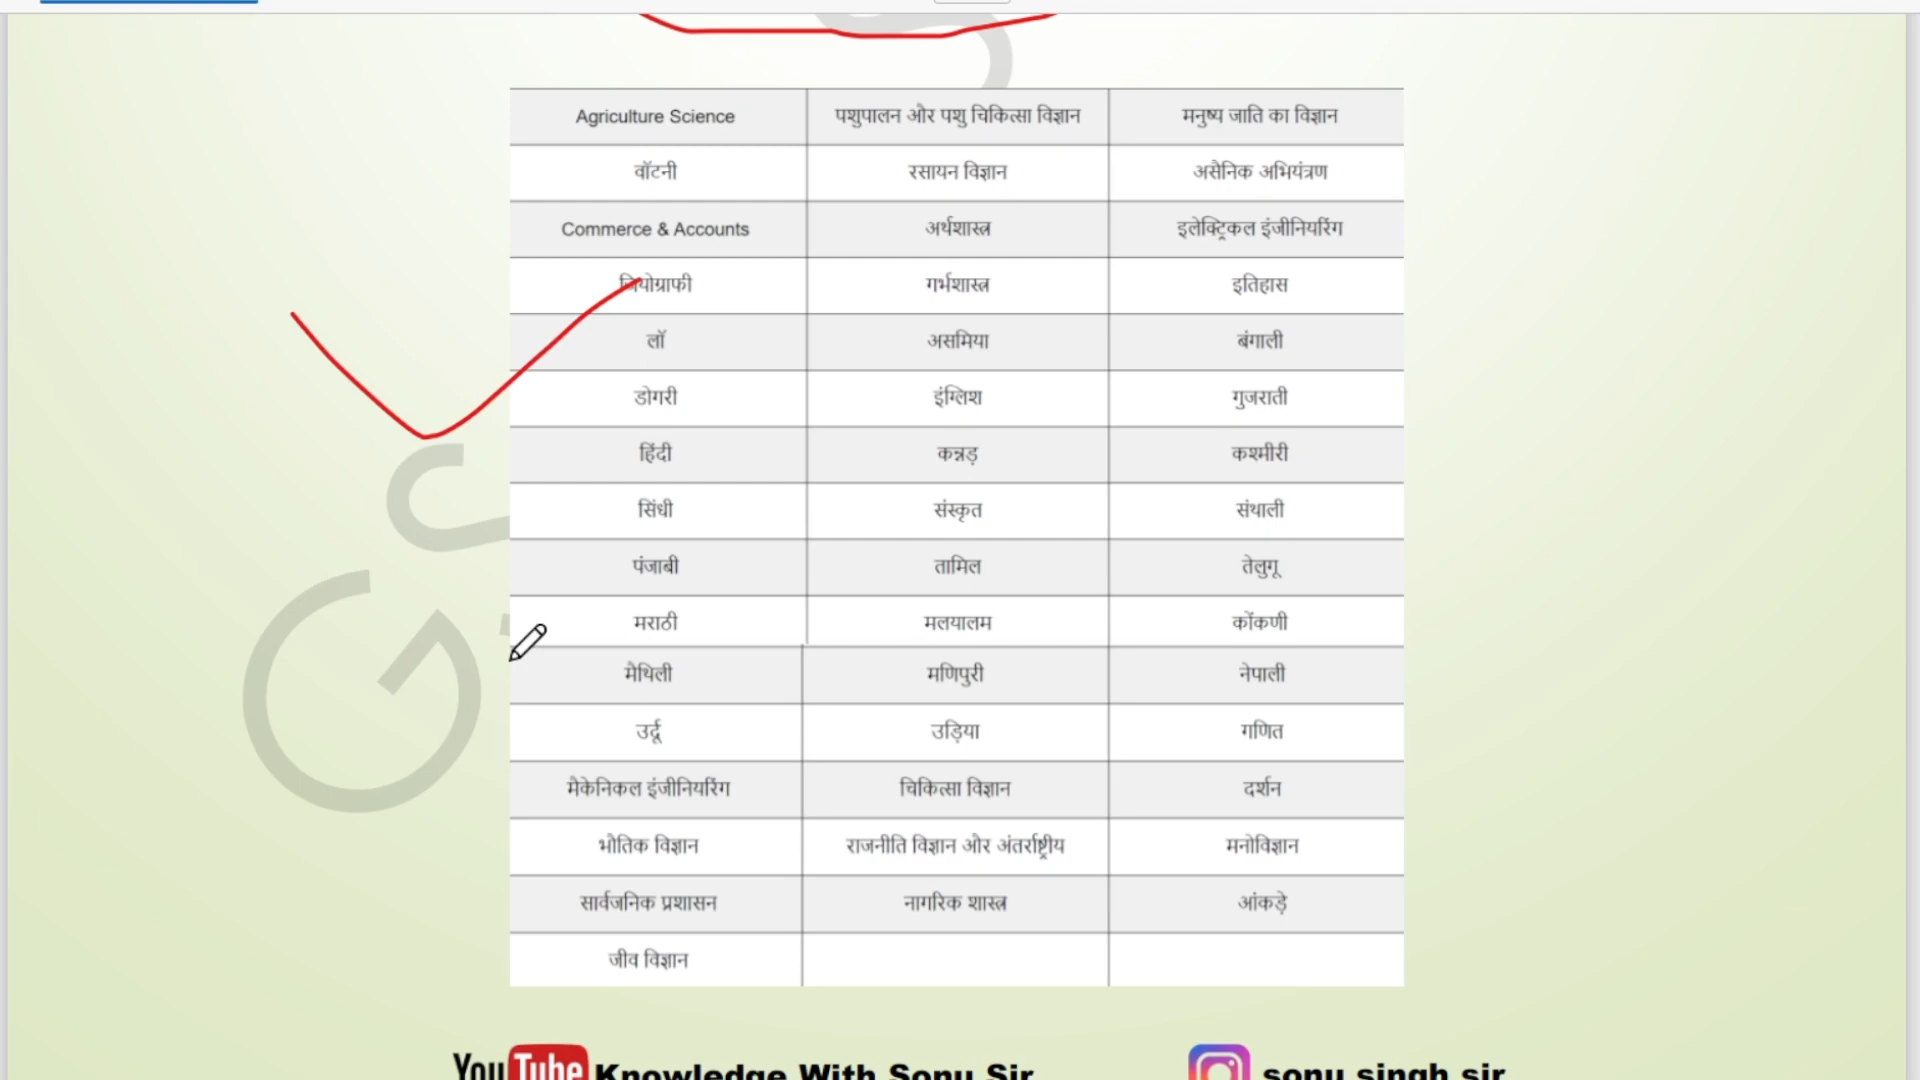 Agriculture Science पशुपालन और पशु चिकित्सा विज्ञान मनुष्य जाति का विज्ञान
वॉटनी रसायन विज्ञान असैनिक अभियंत्रण
Commerce & Accounts अर्थशास्त्र इलेक्ट्रिकल इंजीनियरिंग
जियोग्राफी गर्भशास्त्र इतिहास
लॉ असमिया बंगाली
डोगरी इंग्लिश गुजराती
हिंदी कन्नड़ कश्मीरी
सिंधी संस्कृत संथाली
पंजाबी तामिल तेलुगू
मराठी मलयालम कोंकणी
मैथिली मणिपुरी नेपाली
उर्दू उड़िया गणित
मैकेनिकल इंजीनियरिंग चिकित्सा विज्ञान दर्शन
भौतिक विज्ञान राजनीति विज्ञान और अंतर्राष्ट्रीय मनोविज्ञान
सार्वजनिक प्रशासन नागरिक शास्त्र आंकड़े
जीव विज्ञान
YouTube Knowledge With Sonu Sir sonu singh sir